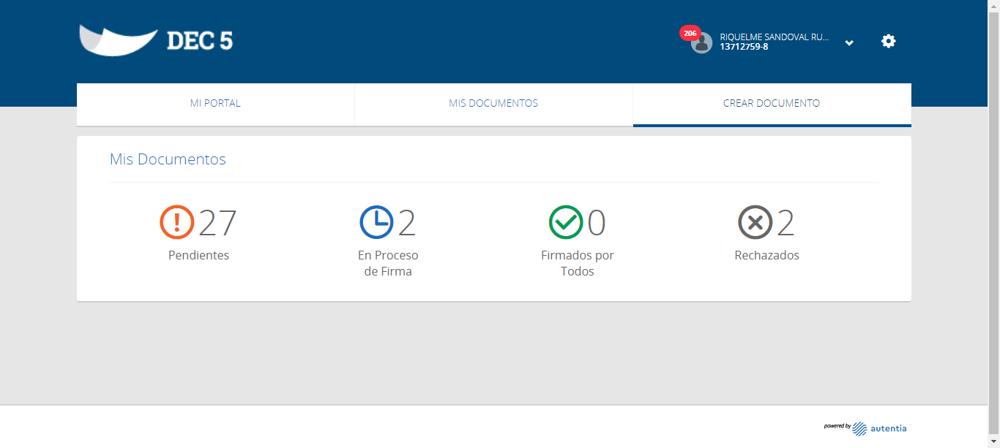 DEC 5
206
RIQUELME SANDOVAL RU...
13712759-8
MI PORTAL
MIS DOCUMENTOS
CREAR DOCUMENTO
Mis Documentos
27
Pendientes
2
En Proceso
de Firma
0
Firmados por
Todos
2
Rechazados
powered by autentia